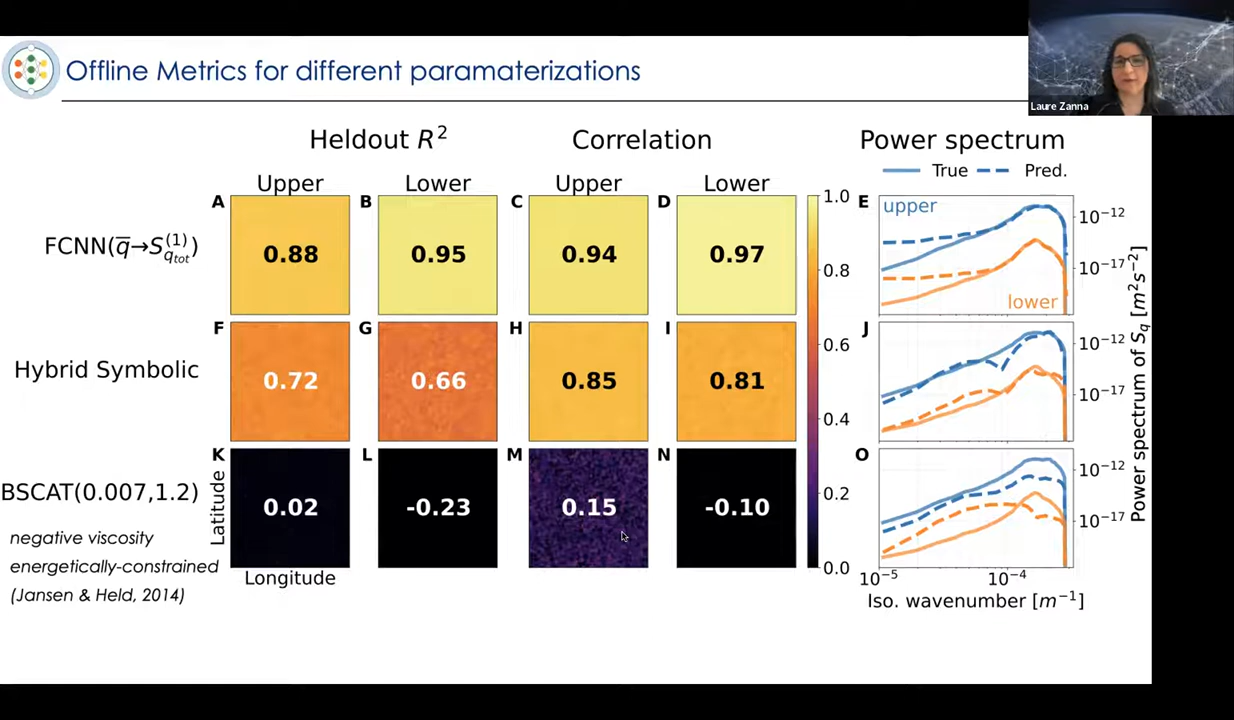 Offline Metrics for different paramaterizations
Laure Zanna
Heldout R²
Correlation
Power spectrum
True Pred.
Upper
Lower
Upper
Lower
A
B
C
D
E
FCNN(q̅→S_{q_{tot}}^{(1)})
0.88
0.95
0.94
0.97
1.0
0.8
0.6
0.4
0.2
0.0
upper
lower
10⁻¹²
10⁻¹⁷
F
G
H
I
J
Hybrid Symbolic
0.72
0.66
0.85
0.81
10⁻¹²
10⁻¹⁷
K
L
M
N
O
BSCAT(0.007,1.2)
0.02
-0.23
0.15
-0.10
10⁻¹²
10⁻¹⁷
negative viscosity
energetically-constrained
(Jansen & Held, 2014)
Latitude
Longitude
10⁻⁵
10⁻⁴
Iso. wavenumber [m⁻¹]
Power spectrum of S_q [m²s⁻²]